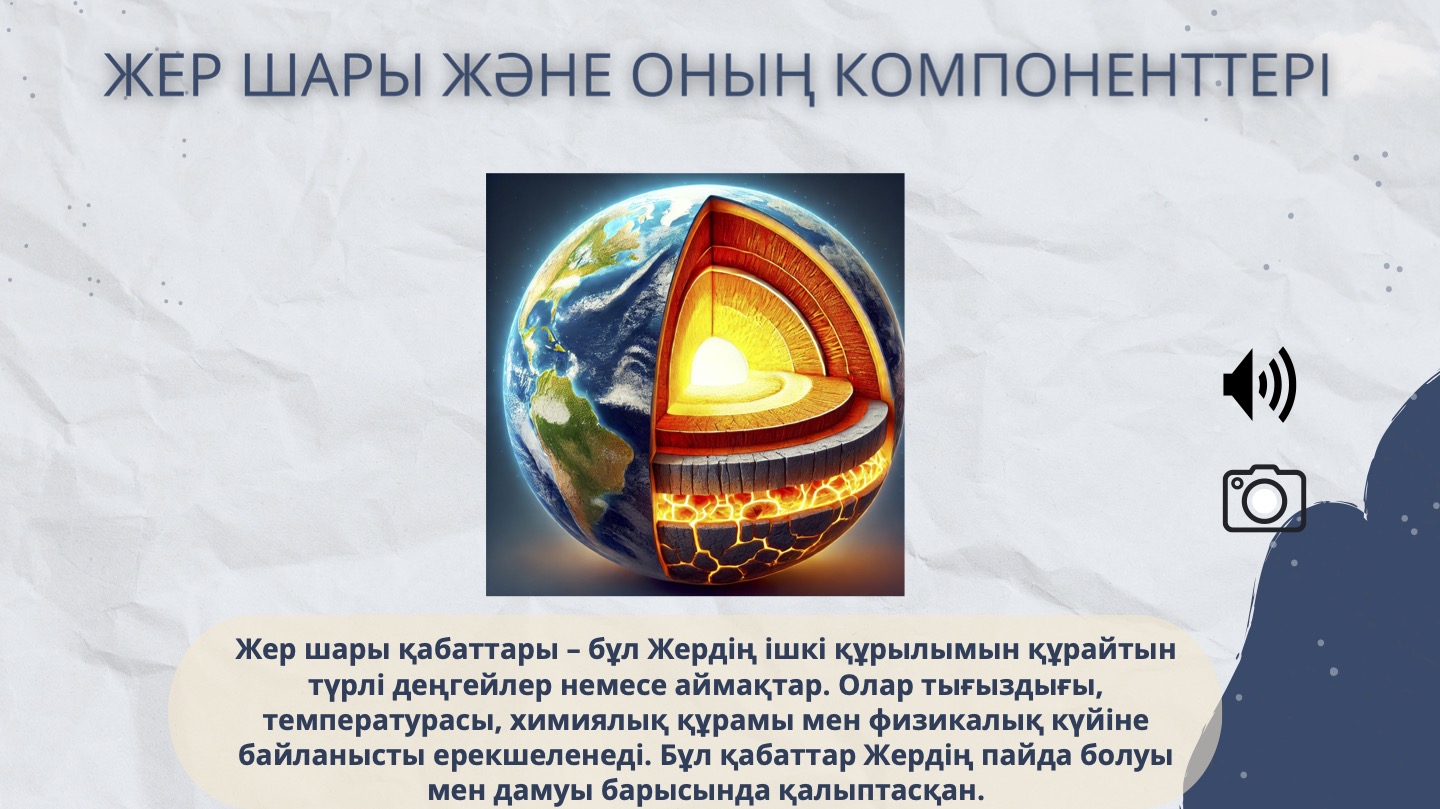 ЖЕР ШАРЫ ЖӘНЕ ОНЫҢ КОМПОНЕНТТЕРІ
Жер шары қабаттары – бұл Жердің ішкі құрылымын құрайтын
түрлі деңгейлер немесе аймақтар. Олар тығыздығы,
температурасы, химиялық құрамы мен физикалық күйіне
байланысты ерекшеленеді. Бұл қабаттар Жердің пайда болуы
мен дамуы барысында қалыптасқан.